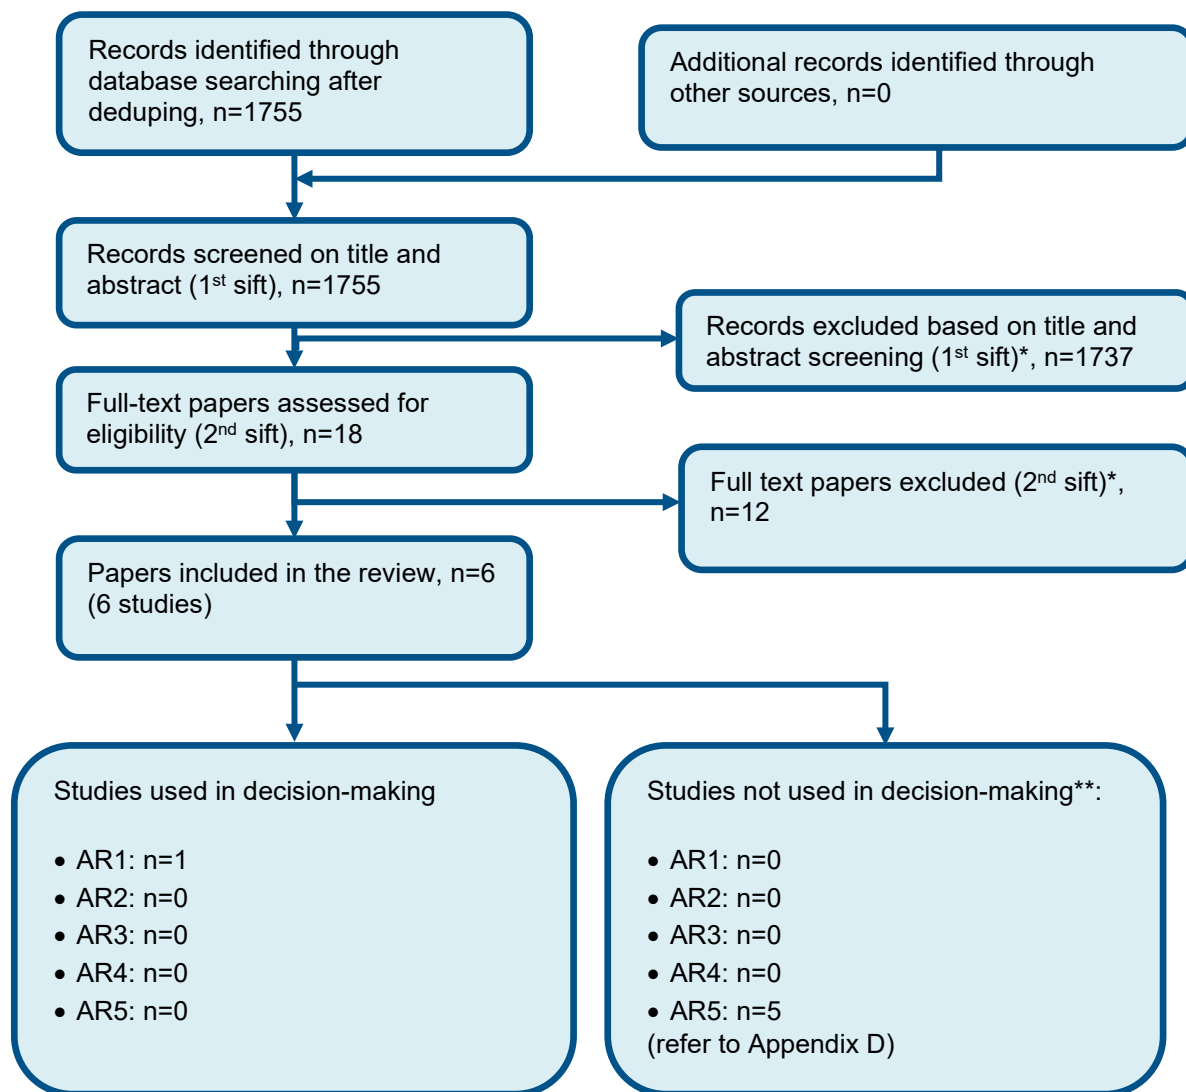 Records identified through
database searching after
deduping, n=1755
Additional records identified through
other sources, n=0
Records screened on title and
abstract (1st sift), n=1755
Records excluded based on title and
abstract screening (1st sift)*, n=1737
Full-text papers assessed for
eligibility (2nd sift), n=18
Full text papers excluded (2nd sift)*,
n=12
Papers included in the review, n=6
(6 studies)
Studies used in decision-making
• AR1: n=1
• AR2: n=0
• AR3: n=0
• AR4: n=0
• AR5: n=0
Studies not used in decision-making**:
• AR1: n=0
• AR2: n=0
• AR3: n=0
• AR4: n=0
• AR5: n=5
(refer to Appendix D)